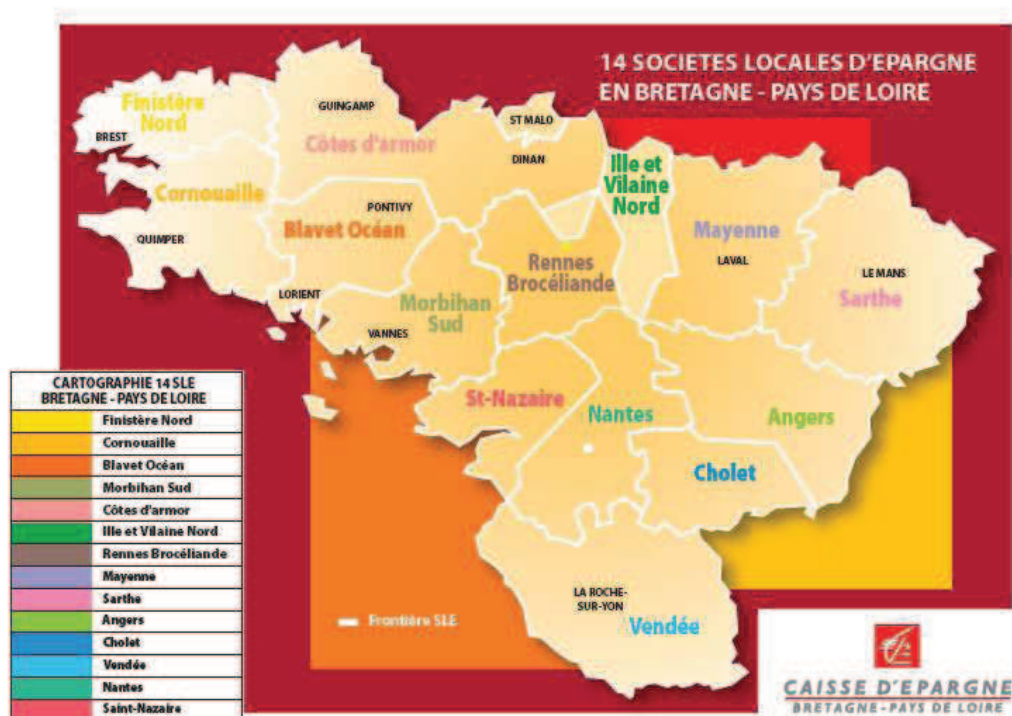 14 SOCIETES LOCALES D'EPARGNE
EN BRETAGNE - PAYS DE LOIRE
Finistère
Nord
BREST
GUINGAMP
Côtes d'armor
ST MALO
DINAN
Ille et
Vilaine
Nord
Cornouaille
QUIMPER
PONTIVY
Blavet Océan
LORIENT
Mayenne
LAVAL
LE MANS
Sarthe
Rennes
Brocéliande
Morbihan
Sud
VANNES
St-Nazaire
Nantes
Angers
Cholet
LA ROCHE-
SUR-YON
Vendée
Frontière SLE
CARTOGRAPHIE 14 SLE
BRETAGNE - PAYS DE LOIRE
Finistère Nord
Cornouaille
Blavet Océan
Morbihan Sud
Côtes d'armor
Ille et Vilaine Nord
Rennes Brocéliande
Mayenne
Sarthe
Angers
Cholet
Vendée
Nantes
Saint-Nazaire
CAISSE D'EPARGNE
BRETAGNE - PAYS DE LOIRE